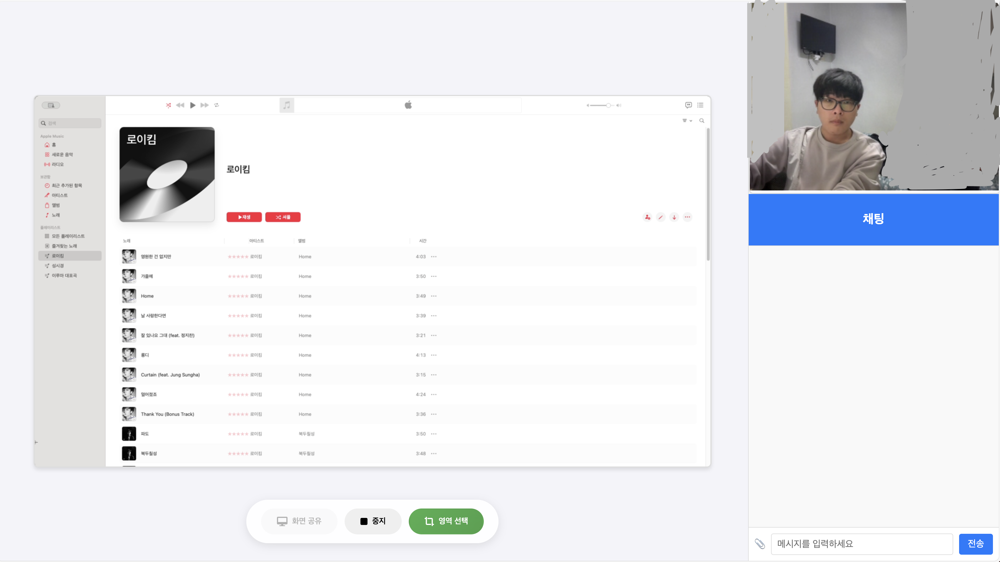 검색
Apple Music
홈
새로운 음악
라디오
보관함
최근 추가된 항목
아티스트
앨범
노래
플레이리스트
모든 플레이리스트
즐겨찾는 노래
로이킴
성시경
이루마 대표곡
로이킴
로이킴
재생
셔플
노래 아티스트 앨범 시간
영원한 건 없지만 ★★★★★ 로이킴 Home 4:03
가을에 ★★★★★ 로이킴 Home 3:50
Home ★★★★★ 로이킴 Home 3:49
날 사랑한다면 ★★★★★ 로이킴 Home 3:39
잘 있나요 그대 (feat. 정지찬) ★★★★★ 로이킴 Home 3:21
롱디 ★★★★★ 로이킴 Home 4:13
Curtain (feat. Jung Sungha) ★★★★★ 로이킴 Home 3:15
멀어졌죠 ★★★★★ 로이킴 Home 4:24
Thank You (Bonus Track) ★★★★★ 로이킴 Home 3:36
파도 ★★★★★ 로이킴 북두칠성 3:50
북두칠성 ★★★★★ 로이킴 북두칠성 3:48
화면 공유
중지
영역 선택
채팅
메시지를 입력하세요
전송